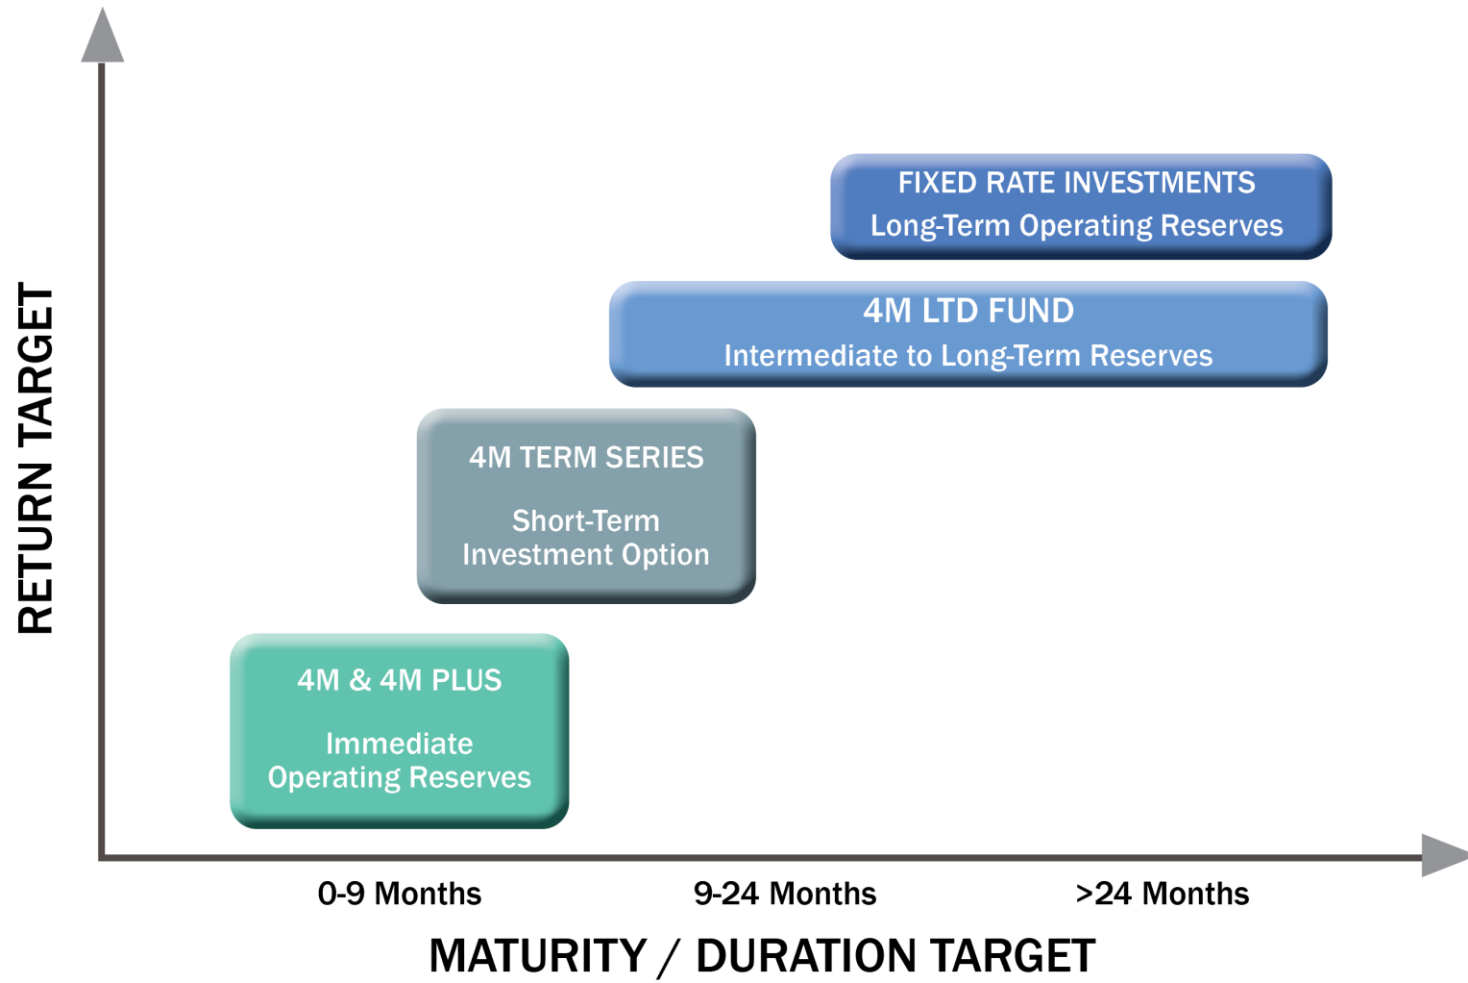 RETURN TARGET
FIXED RATE INVESTMENTS
Long-Term Operating Reserves
4M LTD FUND
Intermediate to Long-Term Reserves
4M TERM SERIES
Short-Term
Investment Option
4M & 4M PLUS
Immediate
Operating Reserves
0-9 Months
9-24 Months
>24 Months
MATURITY / DURATION TARGET